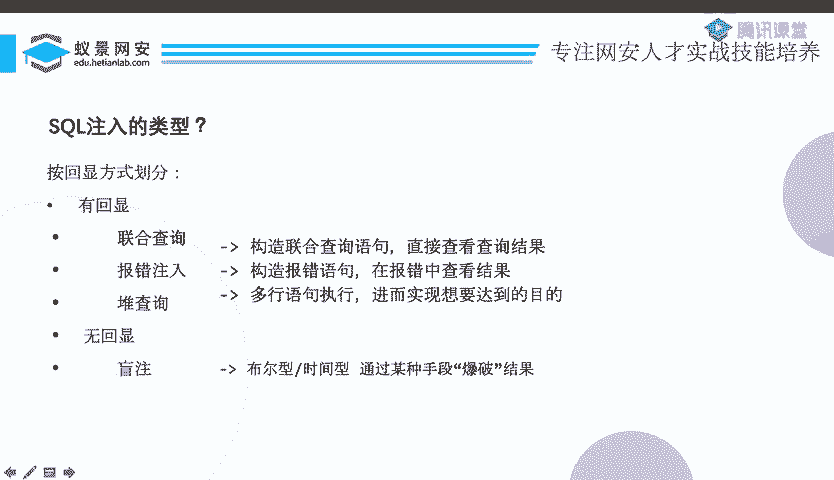 蚁景网安
edu.hetianlab.com
腾讯课堂
专注网安人才实战技能培养
SQL注入的类型？
按回显方式划分：
• 有回显
• 联合查询 -> 构造联合查询语句，直接查看查询结果
• 报错注入 -> 构造报错语句，在报错中查看结果
• 堆查询 -> 多行语句执行，进而实现想要达到的目的
• 无回显
• 盲注 -> 布尔型/时间型 通过某种手段“爆破”结果